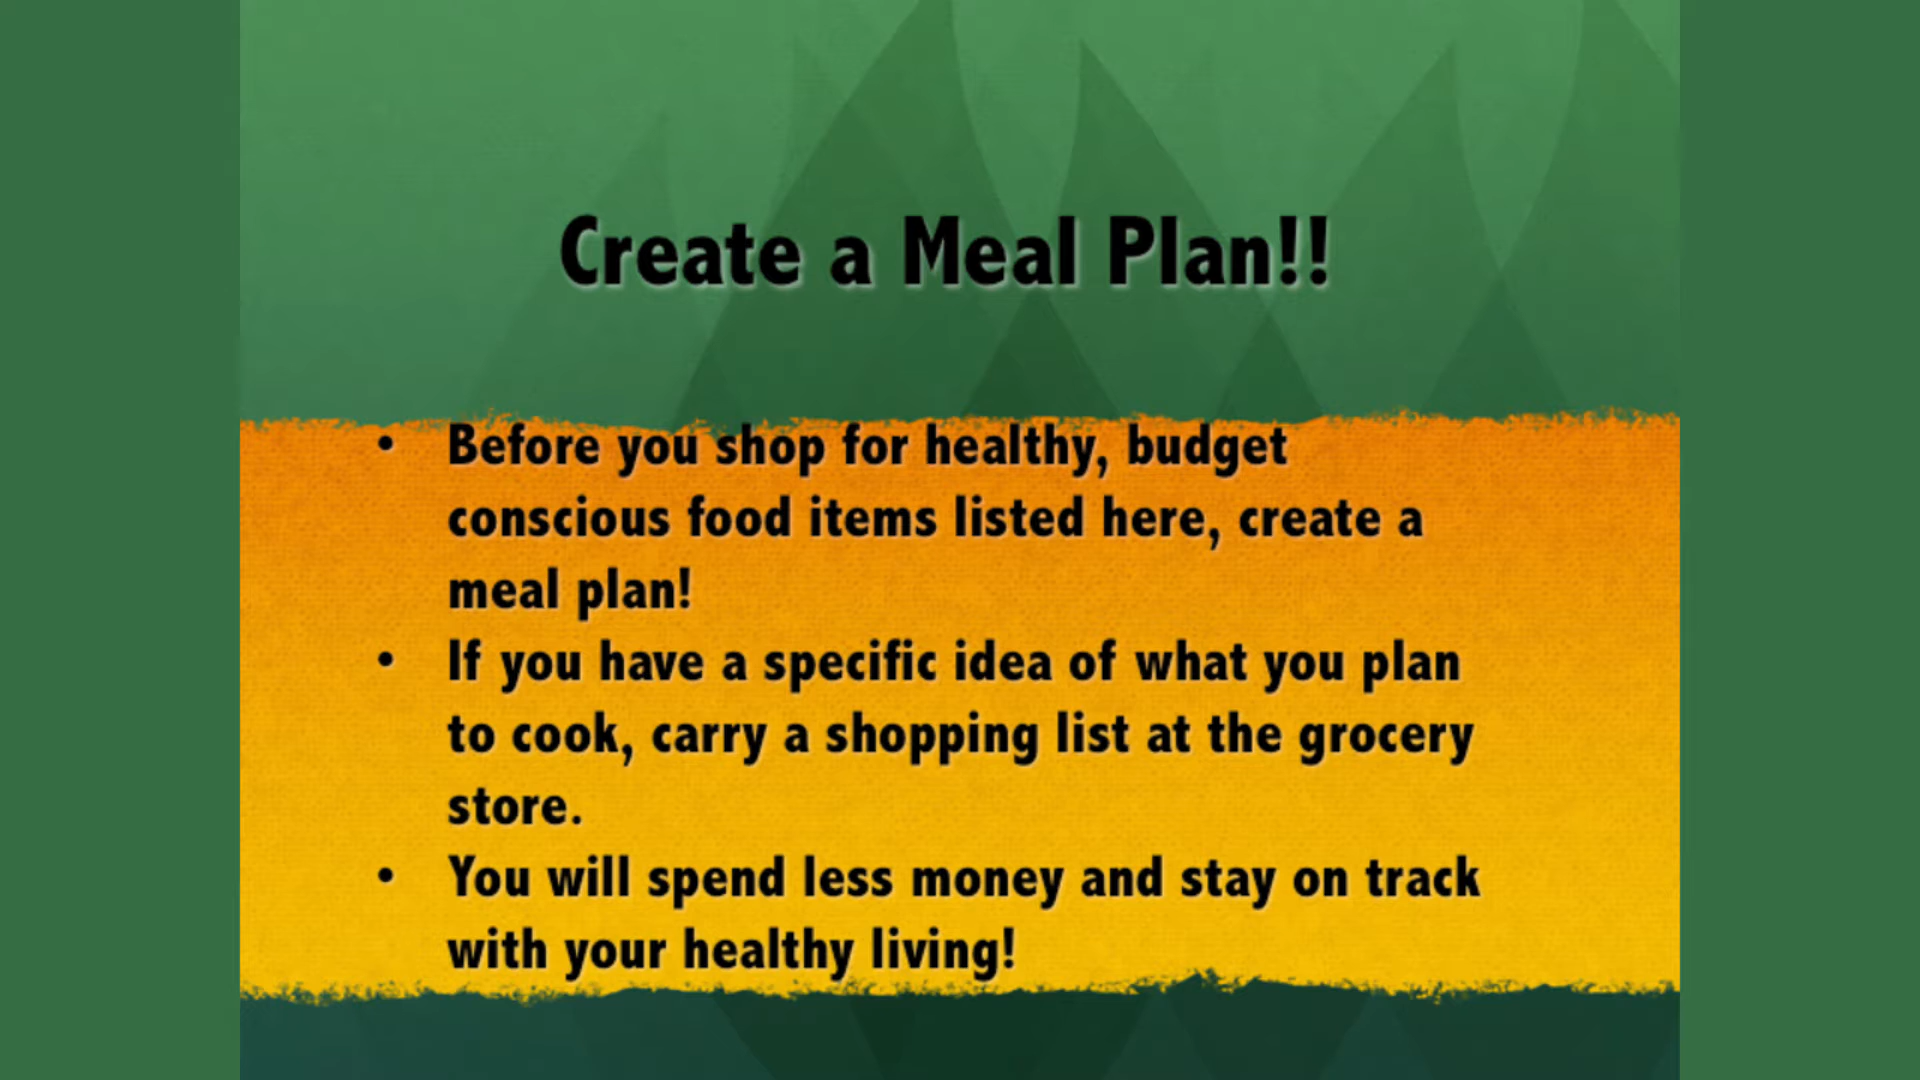 Create a Meal Plan!!
• Before you shop for healthy, budget
conscious food items listed here, create a
meal plan!
• If you have a specific idea of what you plan
to cook, carry a shopping list at the grocery
store.
• You will spend less money and stay on track
with your healthy living!